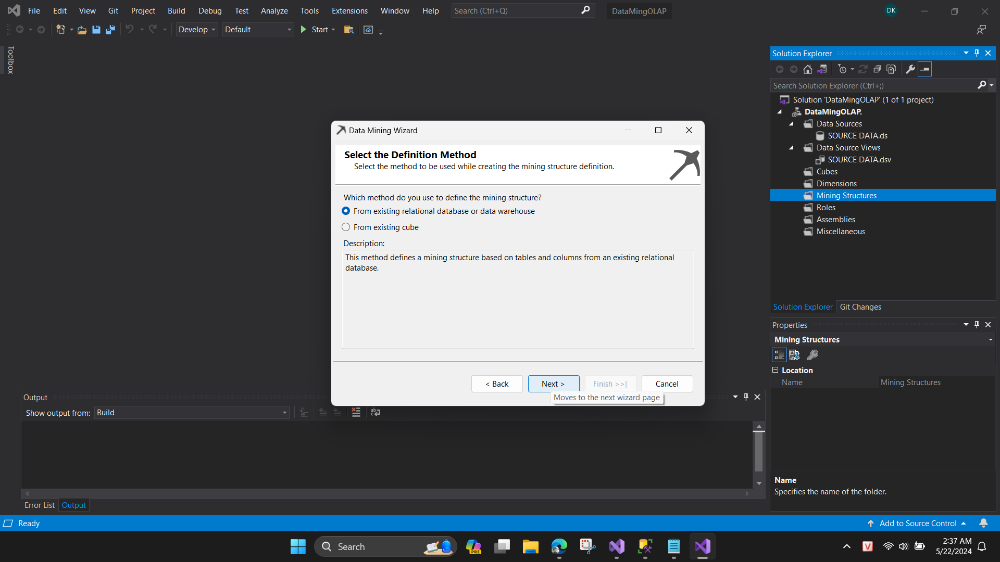 File Edit View Git Project Build Debug Test Analyze Tools Extensions Window Help Search (Ctrl+Q) DataMingOLAP DK
Develop Default Start
Toolbox
Solution Explorer
Search Solution Explorer (Ctrl+;)
Solution 'DataMingOLAP' (1 of 1 project)
DataMingOLAP.
Data Sources
SOURCE DATA.ds
Data Source Views
SOURCE DATA.dsv
Cubes
Dimensions
Mining Structures
Roles
Assemblies
Miscellaneous
Solution Explorer Git Changes
Data Mining Wizard
Select the Definition Method
Select the method to be used while creating the mining structure definition.
Which method do you use to define the mining structure?
From existing relational database or data warehouse
From existing cube
Description:
This method defines a mining structure based on tables and columns from an existing relational
database.
< Back Next > Finish >>| Cancel
Moves to the next wizard page
Properties
Mining Structures
Location
Name Mining Structures
Name
Specifies the name of the folder.
Output
Show output from: Build
Error List Output
Ready Add to Source Control
Search PRE V 2:37 AM
5/22/2024